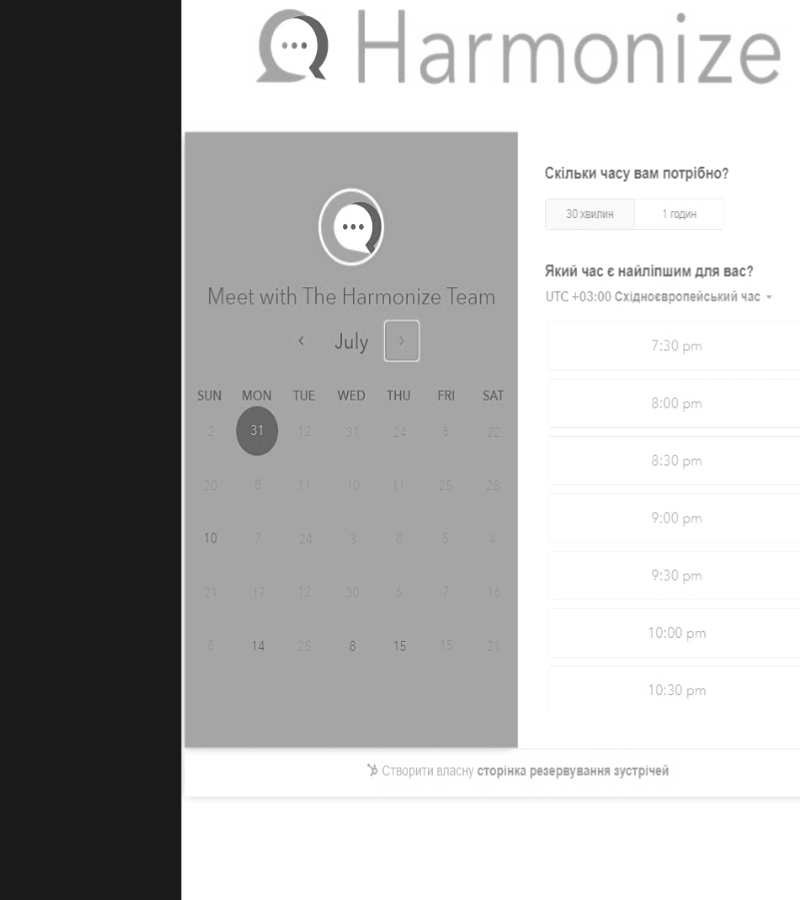 Harmonize
Meet with The Harmonize Team
July
SUN MON TUE WED THU FRI SAT
2 31 12 31 24 6 22
20 8 11 10 11 25 28
10 7 24 3 8 5 4
21 17 12 30 6 7 16
8 14 25 8 15 15 21
Скільки часу вам потрібно?
30 хвилин 1 годин
Який час є найліпшим для вас?
UTC +03:00 Східноєвропейський час
7:30 pm
8:00 pm
8:30 pm
9:00 pm
9:30 pm
10:00 pm
10:30 pm
Створити власну сторінка резервування зустрічей